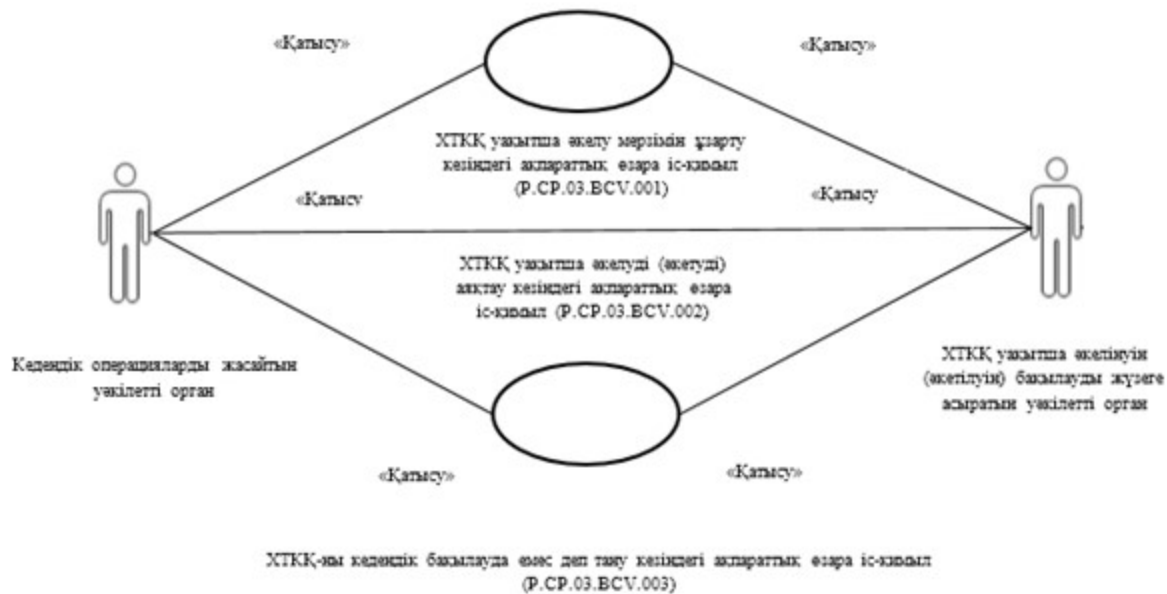 «Қатысу» «Қатысу»
ХТКҚ уақытша әкелу мерзімін ұзарту
кезіндегі ақпараттық өзара іс-қимыл
(P.CP.03.BCV.001)
«Қатысу «Қатысу
ХТКҚ уақытша әкелуді (әкетуді)
аяқтау кезіндегі ақпараттық өзара
іс-қимыл (P.CP.03.BCV.002)
Кедендік операцияларды жасайтын
уәкілетті орган
ХТКҚ уақытша әкелінуін
(әкетілуін) бақылауды жүзеге
асыратын уәкілетті орган
«Қатысу» «Қатысу»
ХТКҚ-ны кедендік бақылауда емес деп тану кезіндегі ақпараттық өзара іс-қимыл
(P.CP.03.BCV.003)